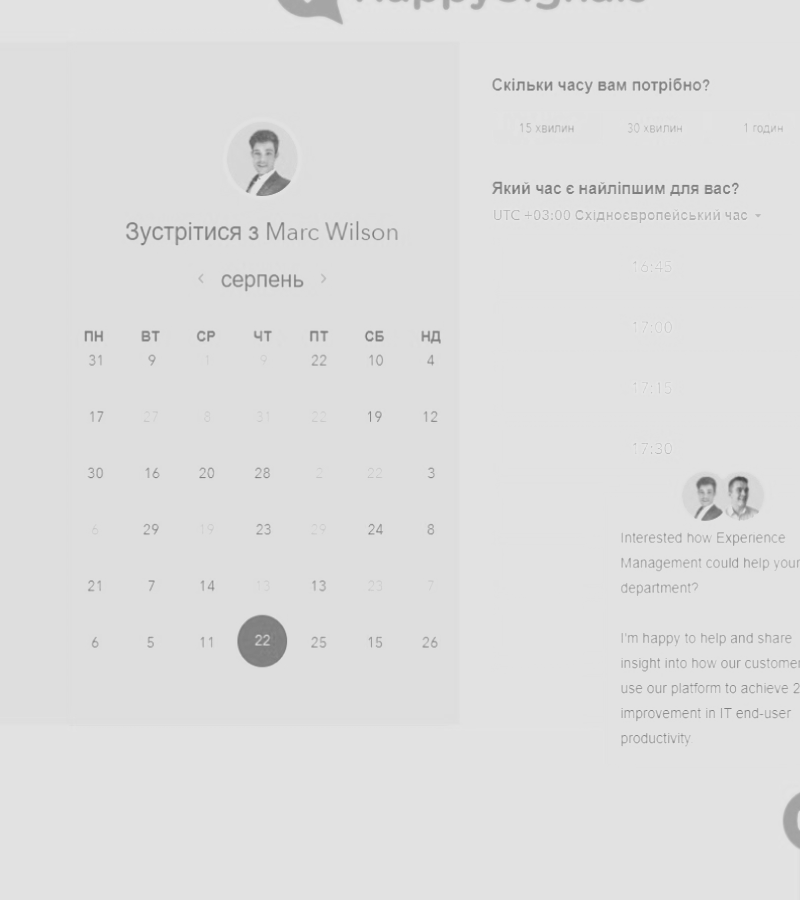 HappySignals
Зустрітися з Marc Wilson
серпень
ПН ВТ СР ЧТ ПТ СБ НД
31 9 1 9 22 10 4
17 27 8 31 22 19 12
30 16 20 28 2 22 3
6 29 19 23 29 24 8
21 7 14 13 13 23 7
6 5 11 22 25 15 26
Скільки часу вам потрібно?
15 хвилин 30 хвилин 1 годин
Який час є найліпшим для вас?
UTC +03:00 Східноєвропейський час
16:45
17:00
17:15
17:30
Interested how Experience
Management could help your
department?
I'm happy to help and share
insight into how our customer
use our platform to achieve 2
improvement in IT end-user
productivity.